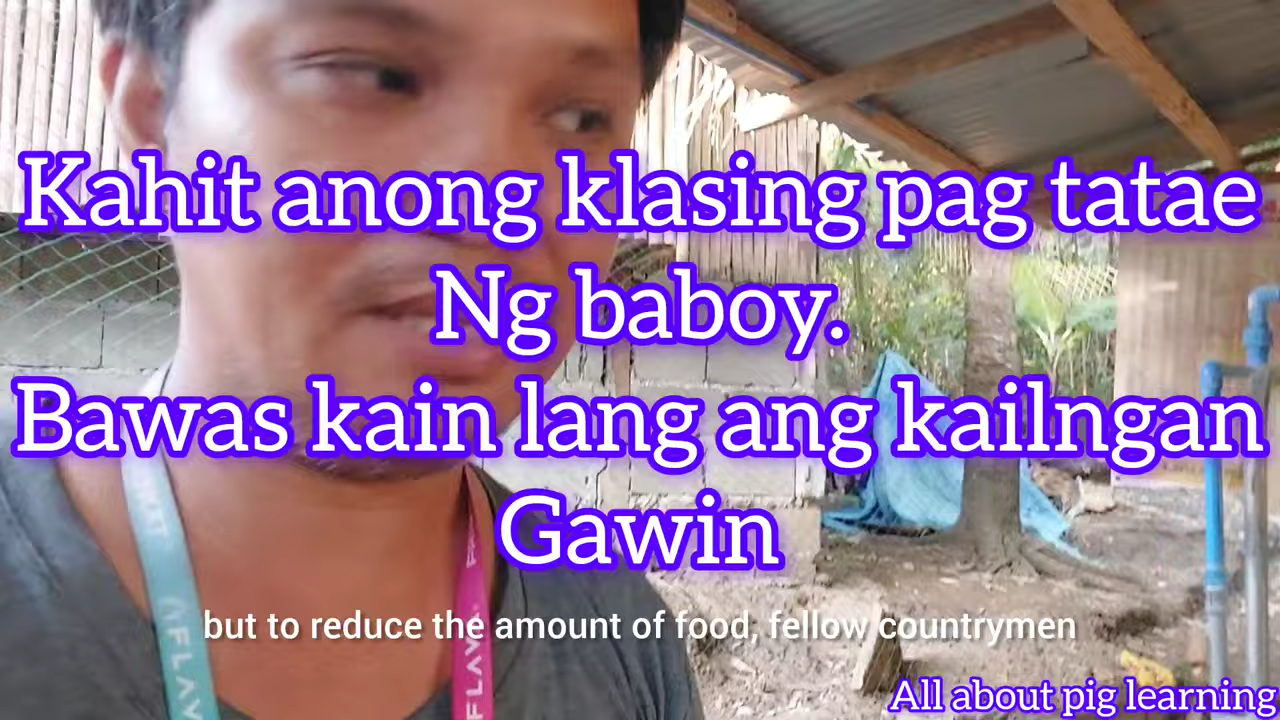 Kahit anong klasing pag tatae
Ng baboy.
Bawas kain lang ang kailngan
Gawin
but to reduce the amount of food, fellow countrymen
All about pig learning